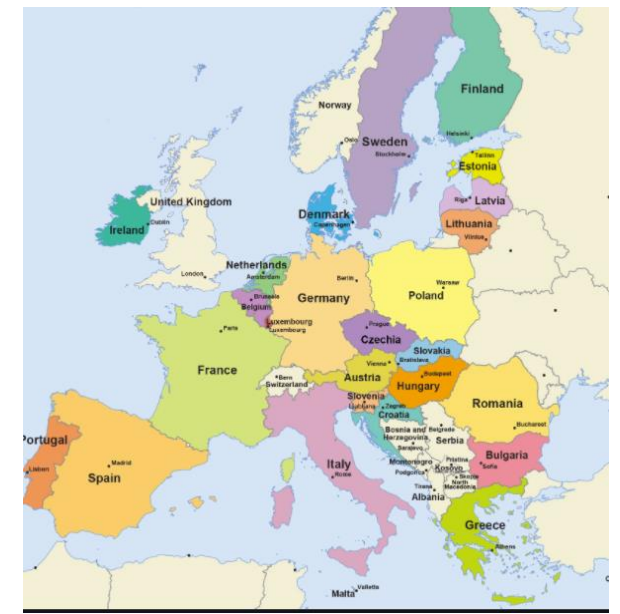 Finland
Norway
Helsinki
Oslo
Sweden
Stockholm
Tallinn
Estonia
Riga
Latvia
United Kingdom
Denmark
Copenhagen
Lithuania
Vilnius
Dublin
Ireland
Netherlands
Amsterdam
London
Berlin
Warsaw
Germany
Poland
Brussels
Belgium
Luxembourg
Luxembourg
Prague
Czechia
Paris
Slovakia
Bratislava
Vienna
France
Bern
Switzerland
Austria
Budapest
Hungary
Slovenia
Ljubljana
Zagreb
Croatia
Romania
Bucharest
Bosnia and
Herzegovina
Belgrade
Sarajevo
Serbia
Portugal
Lisbon
Madrid
Spain
Italy
Rome
Montenegro
Podgorica
Pristina
Kosovo
Sofia
Bulgaria
Skopje
North
Macedonia
Tirana
Albania
Greece
Athens
Malta
Valletta